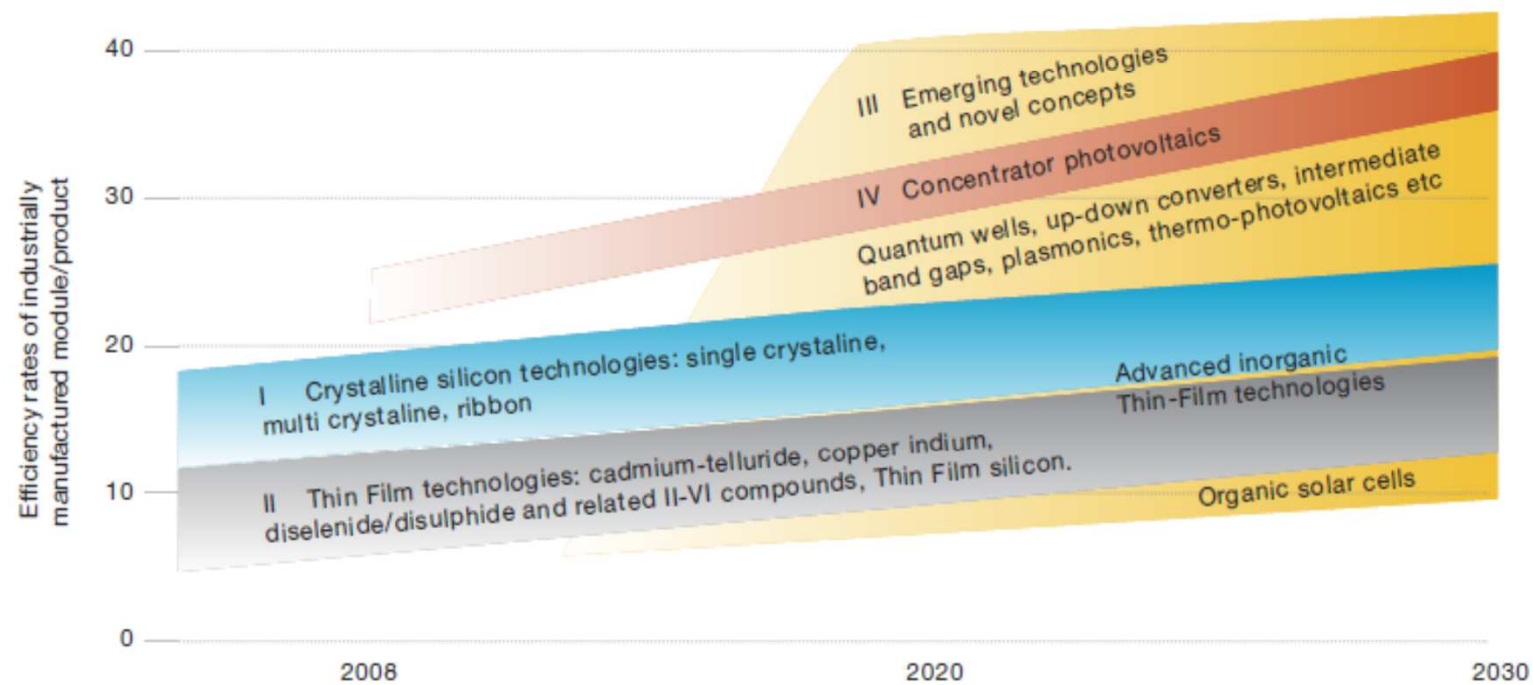 Efficiency rates of industrially
manufactured module/product
40
30
20
10
0
III Emerging technologies
and novel concepts
IV Concentrator photovoltaics
Quantum wells, up-down converters, intermediate
band gaps, plasmonics, thermo-photovoltaics etc
I Crystalline silicon technologies: single crystaline,
multi crystaline, ribbon
Advanced inorganic
Thin-Film technologies
II Thin Film technologies: cadmium-telluride, copper indium,
diselenide/disulphide and related II-VI compounds, Thin Film silicon.
Organic solar cells
2008
2020
2030